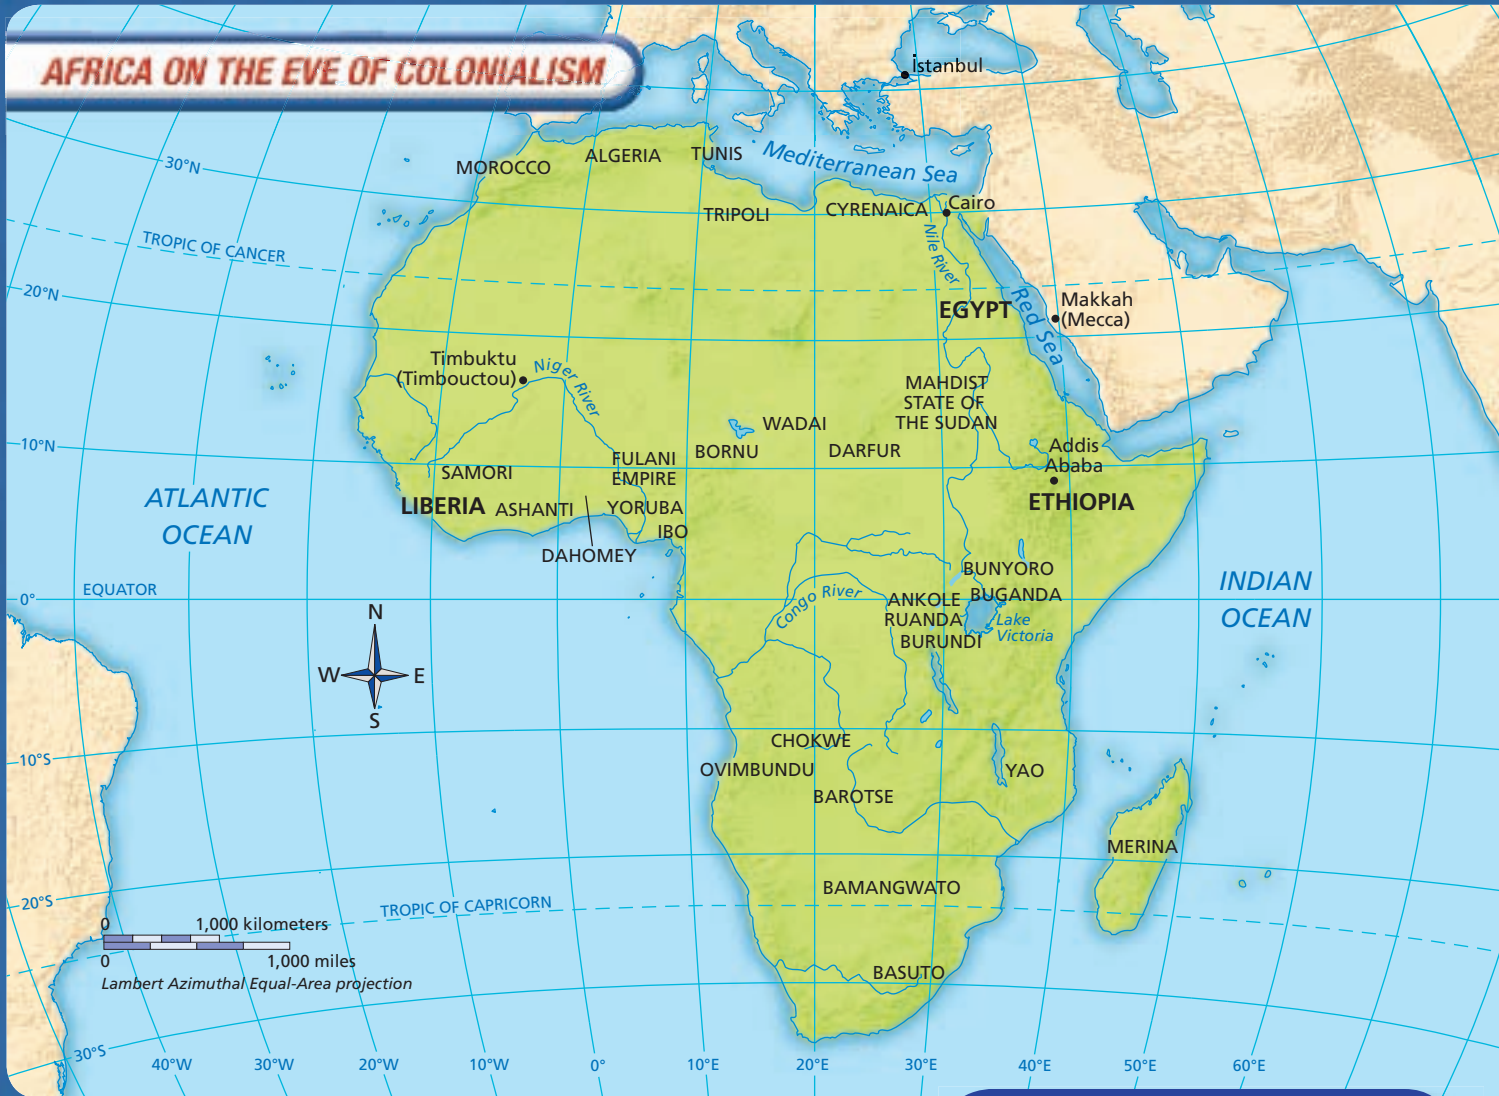 AFRICA ON THE EVE OF COLONIALISM
İstanbul
30°N
MOROCCO
ALGERIA
TUNIS
Mediterranean Sea
TRIPOLI
CYRENAICA
Cairo
Nile River
TROPIC OF CANCER
20°N
EGYPT
Red Sea
Makkah
(Mecca)
Timbuktu
(Timbouctou)
Niger River
MAHDIST
STATE OF
THE SUDAN
WADAI
10°N
BORNU
DARFUR
Addis
Ababa
FULANI
EMPIRE
SAMORI
ATLANTIC
OCEAN
LIBERIA
ASHANTI
YORUBA
ETHIOPIA
IBO
DAHOMEY
BUNYORO
INDIAN
OCEAN
EQUATOR
0°
Congo River
ANKOLE
BUGANDA
RUANDA
Lake
Victoria
BURUNDI
N
W
E
S
CHOKWE
10°S
OVIMBUNDU
YAO
BAROTSE
MERINA
BAMANGWATO
20°S
TROPIC OF CAPRICORN
0 1,000 kilometers
0 1,000 miles
Lambert Azimuthal Equal-Area projection
BASUTO
30°S
40°W 30°W 20°W 10°W 0° 10°E 20°E 30°E 40°E 50°E 60°E